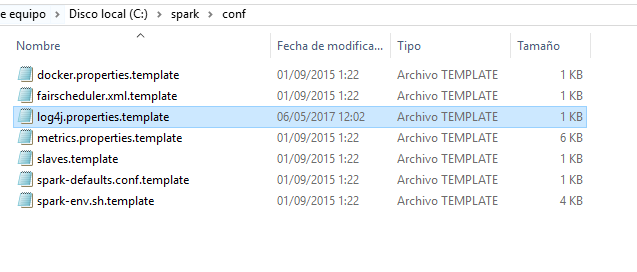 e equipo > Disco local (C:) > spark > conf
Nombre Fecha de modifica... Tipo Tamaño
docker.properties.template 01/09/2015 1:22 Archivo TEMPLATE 1 KB
fairscheduler.xml.template 01/09/2015 1:22 Archivo TEMPLATE 1 KB
log4j.properties.template 06/05/2017 12:02 Archivo TEMPLATE 1 KB
metrics.properties.template 01/09/2015 1:22 Archivo TEMPLATE 6 KB
slaves.template 01/09/2015 1:22 Archivo TEMPLATE 1 KB
spark-defaults.conf.template 01/09/2015 1:22 Archivo TEMPLATE 1 KB
spark-env.sh.template 01/09/2015 1:22 Archivo TEMPLATE 4 KB